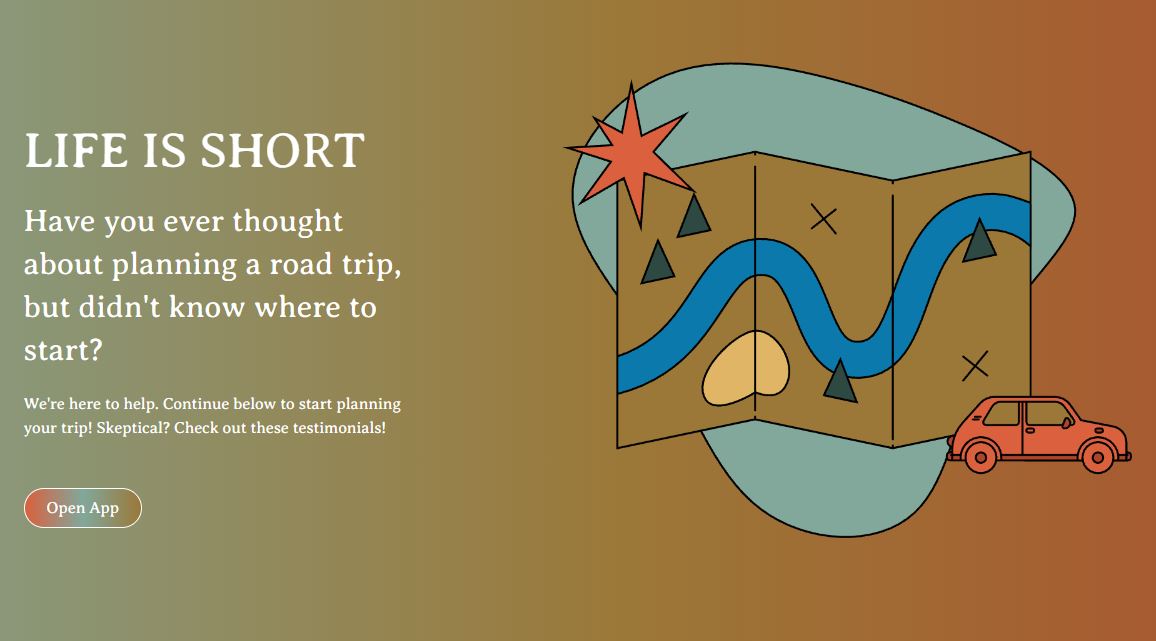 LIFE IS SHORT
Have you ever thought
about planning a road trip,
but didn't know where to
start?
We're here to help. Continue below to start planning
your trip! Skeptical? Check out these testimonials!
Open App